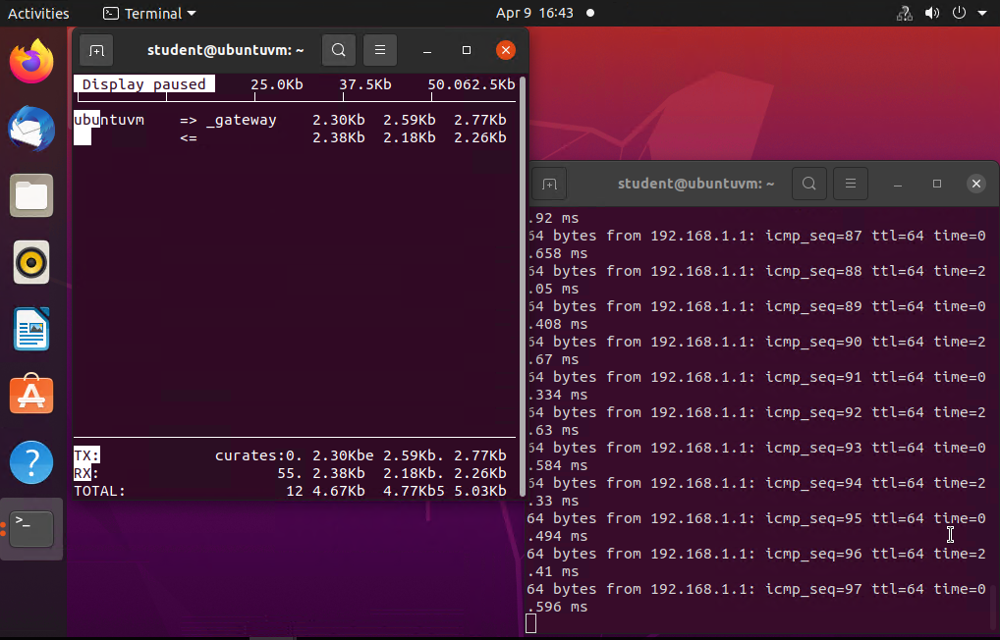 Activities Terminal Apr 9 16:43
student@ubuntuvm: ~
Display paused 25.0Kb 37.5Kb 50.062.5Kb
ubuntuvm => _gateway 2.30Kb 2.59Kb 2.77Kb
<= 2.38Kb 2.18Kb 2.26Kb
TX: curates:0. 2.30Kbe 2.59Kb. 2.77Kb
RX: 55. 2.38Kb 2.18Kb. 2.26Kb
TOTAL: 12 4.67Kb 4.77Kb5 5.03Kb
student@ubuntuvm: ~
.92 ms
64 bytes from 192.168.1.1: icmp_seq=87 ttl=64 time=0
.658 ms
64 bytes from 192.168.1.1: icmp_seq=88 ttl=64 time=2
.05 ms
64 bytes from 192.168.1.1: icmp_seq=89 ttl=64 time=0
.408 ms
64 bytes from 192.168.1.1: icmp_seq=90 ttl=64 time=2
.67 ms
64 bytes from 192.168.1.1: icmp_seq=91 ttl=64 time=0
.334 ms
64 bytes from 192.168.1.1: icmp_seq=92 ttl=64 time=2
.63 ms
64 bytes from 192.168.1.1: icmp_seq=93 ttl=64 time=0
.584 ms
64 bytes from 192.168.1.1: icmp_seq=94 ttl=64 time=2
.33 ms
64 bytes from 192.168.1.1: icmp_seq=95 ttl=64 time=0
.494 ms
64 bytes from 192.168.1.1: icmp_seq=96 ttl=64 time=2
.41 ms
64 bytes from 192.168.1.1: icmp_seq=97 ttl=64 time=0
.596 ms